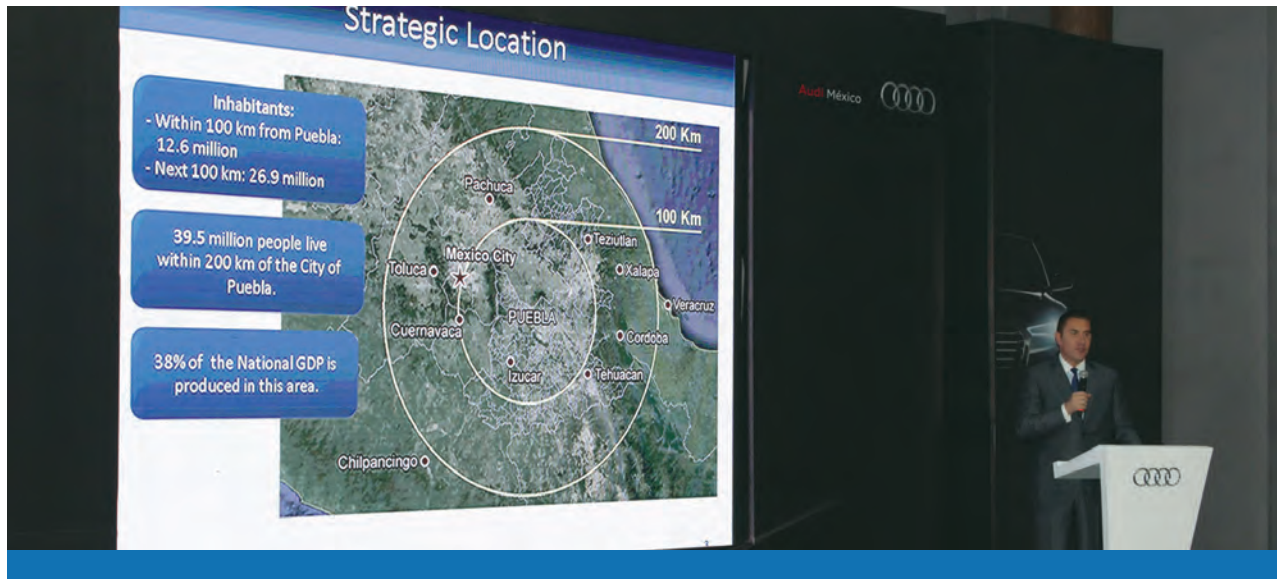 Strategic Location
Inhabitants:
- Within 100 km from Puebla:
12.6 million
- Next 100 km: 26.9 million
39.5 million people live
within 200 km of the City of
Puebla.
38% of the National GDP is
produced in this area.
200 Km
Pachuca
100 Km
Teziutlan
Mexico City
Toluca
Xalapa
Veracruz
PUEBLA
Cuernavaca
Cordoba
Izucar
Tehuacan
Chilpancingo
Audi México